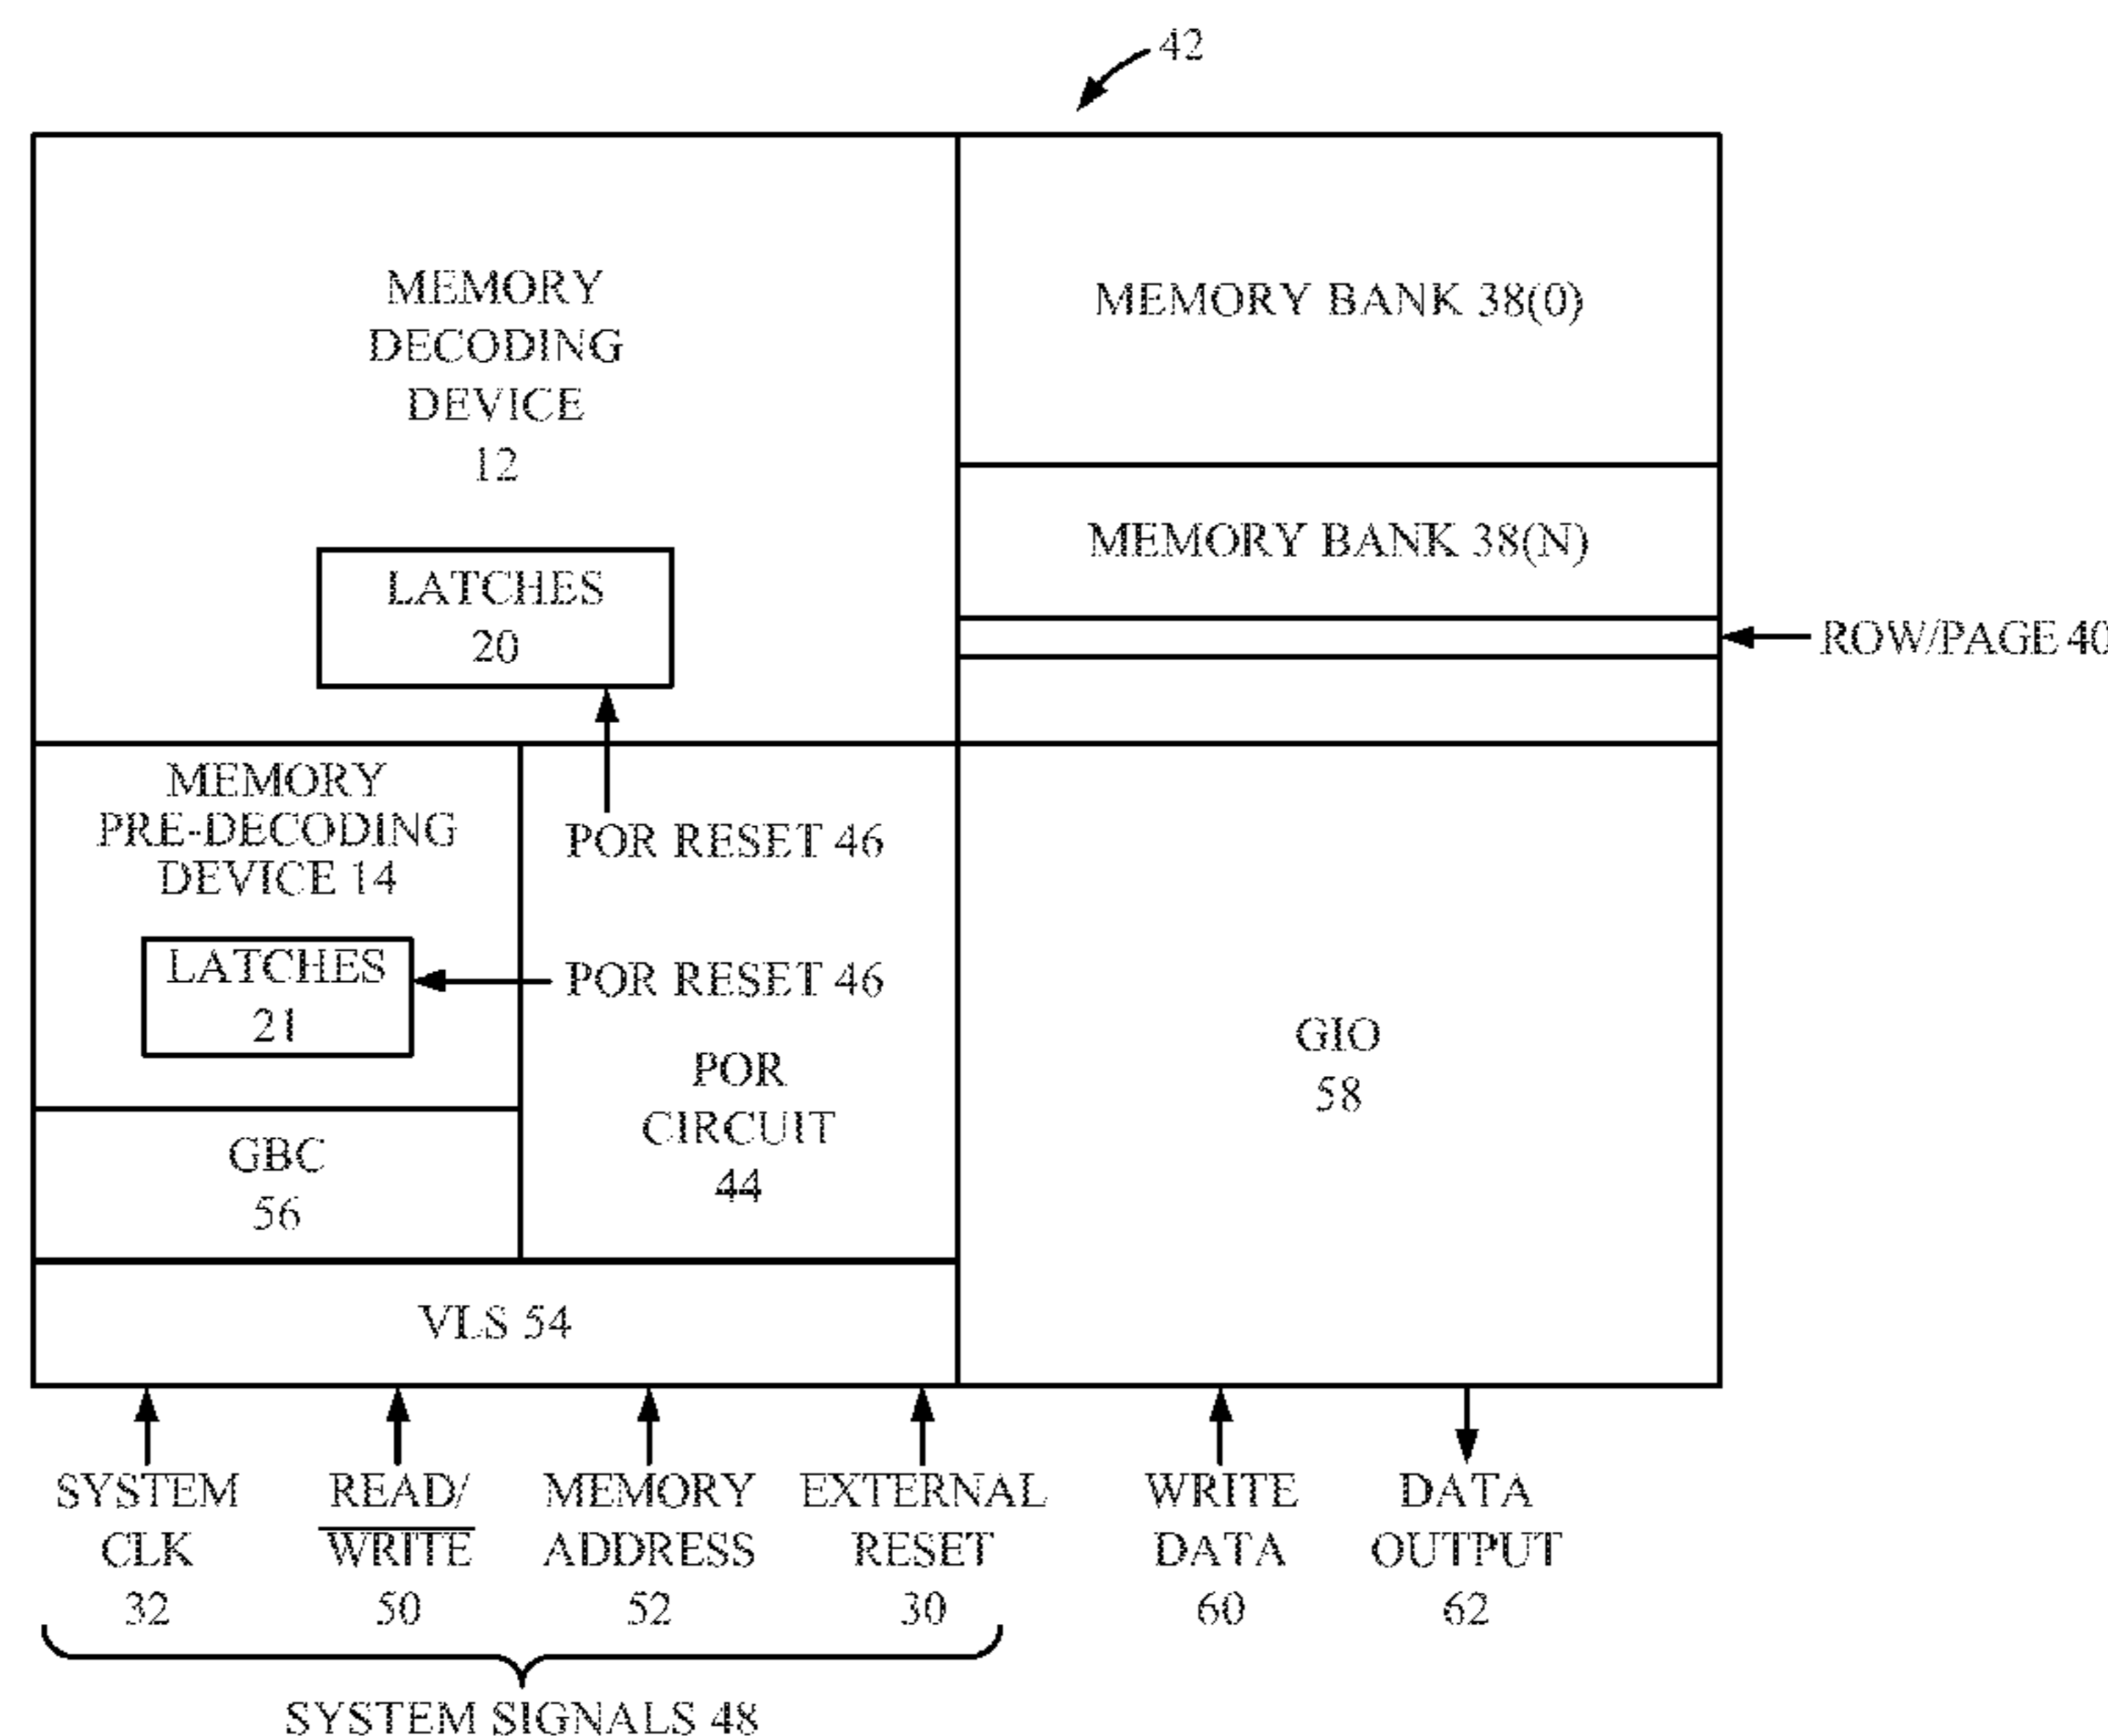 42
MEMORY
DECODING
DEVICE
12
MEMORY BANK 38(0)
MEMORY BANK 38(N)
LATCHES
20
ROW/PAGE 40
MEMORY
PRE-DECODING
DEVICE 14
POR RESET 46
LATCHES
21
POR RESET 46
POR
CIRCUIT
44
GIO
58
GBC
56
VLS 54
SYSTEM
CLK
32
READ/
WRITE
50
MEMORY
ADDRESS
52
EXTERNAL
RESET
30
WRITE
DATA
60
DATA
OUTPUT
62
SYSTEM SIGNALS 48